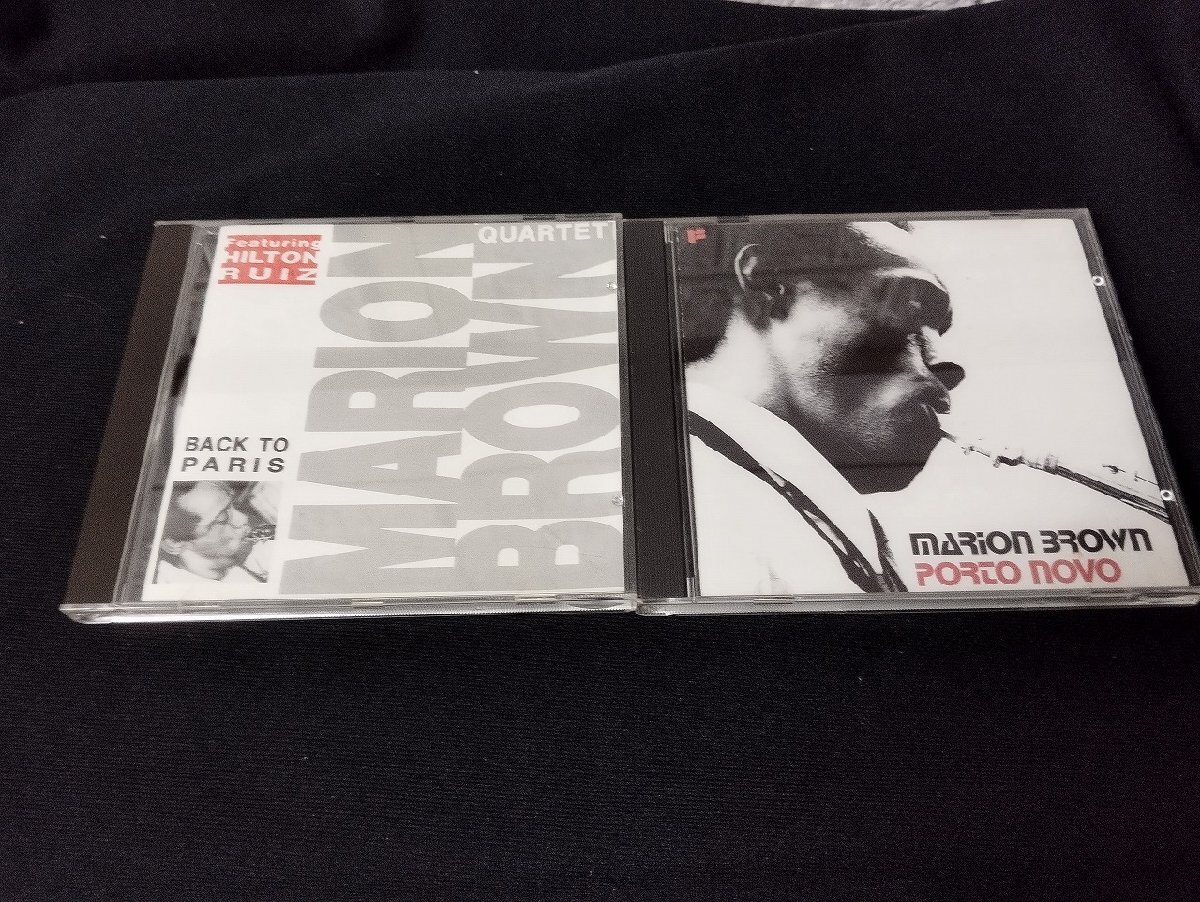 Featuring
HILTON
RUIZ
QUARTET
MARION
BROWN
BACK TO
PARIS
MARION BROWN
PORTO NOVO